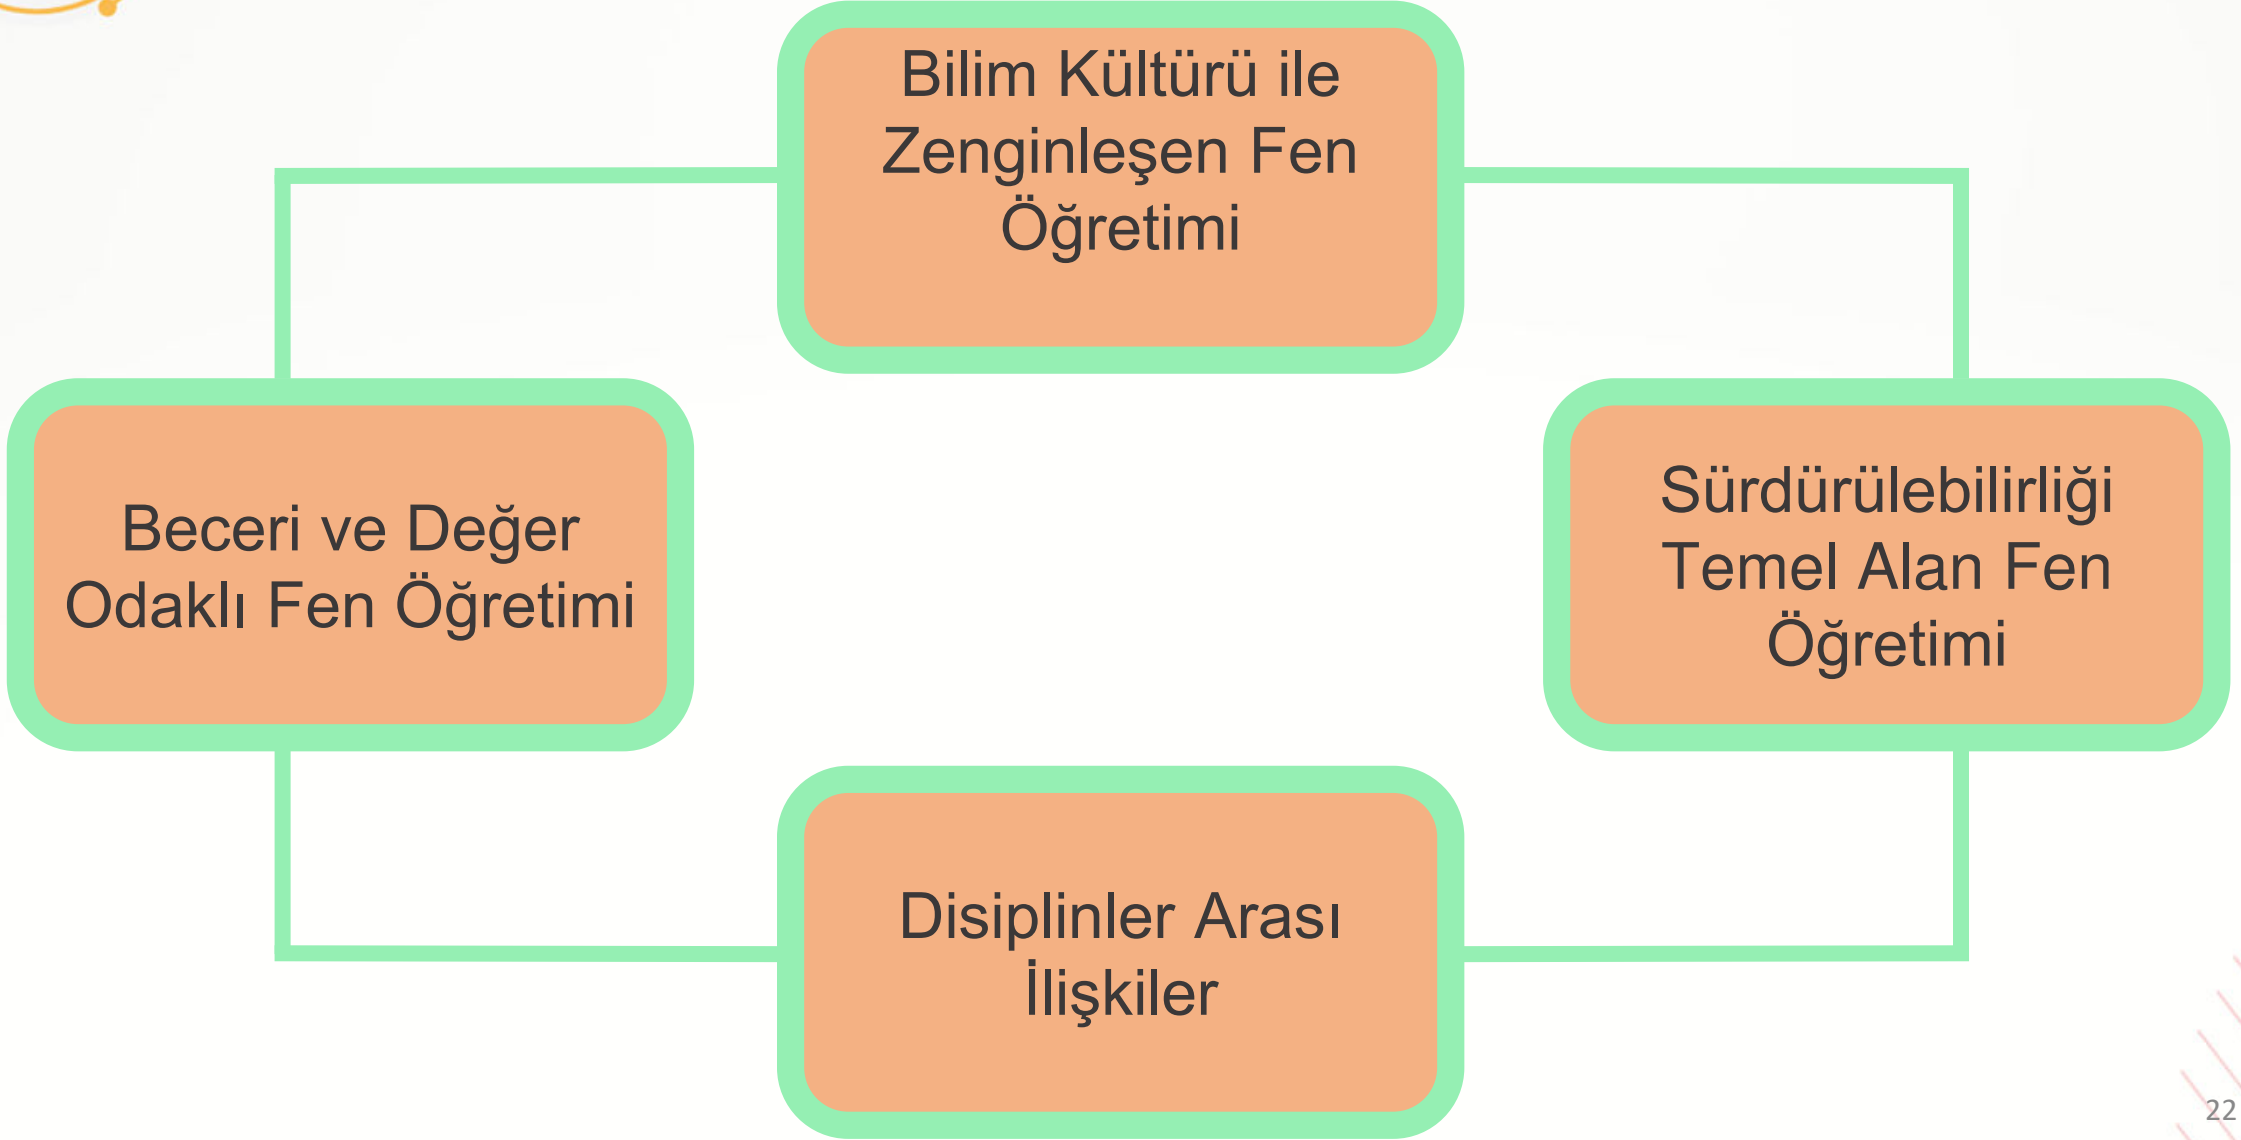 Bilim Kültürü ile
Zenginleşen Fen
Öğretimi
Beceri ve Değer
Odaklı Fen Öğretimi
Sürdürülebilirliği
Temel Alan Fen
Öğretimi
Disiplinler Arası
İlişkiler
22